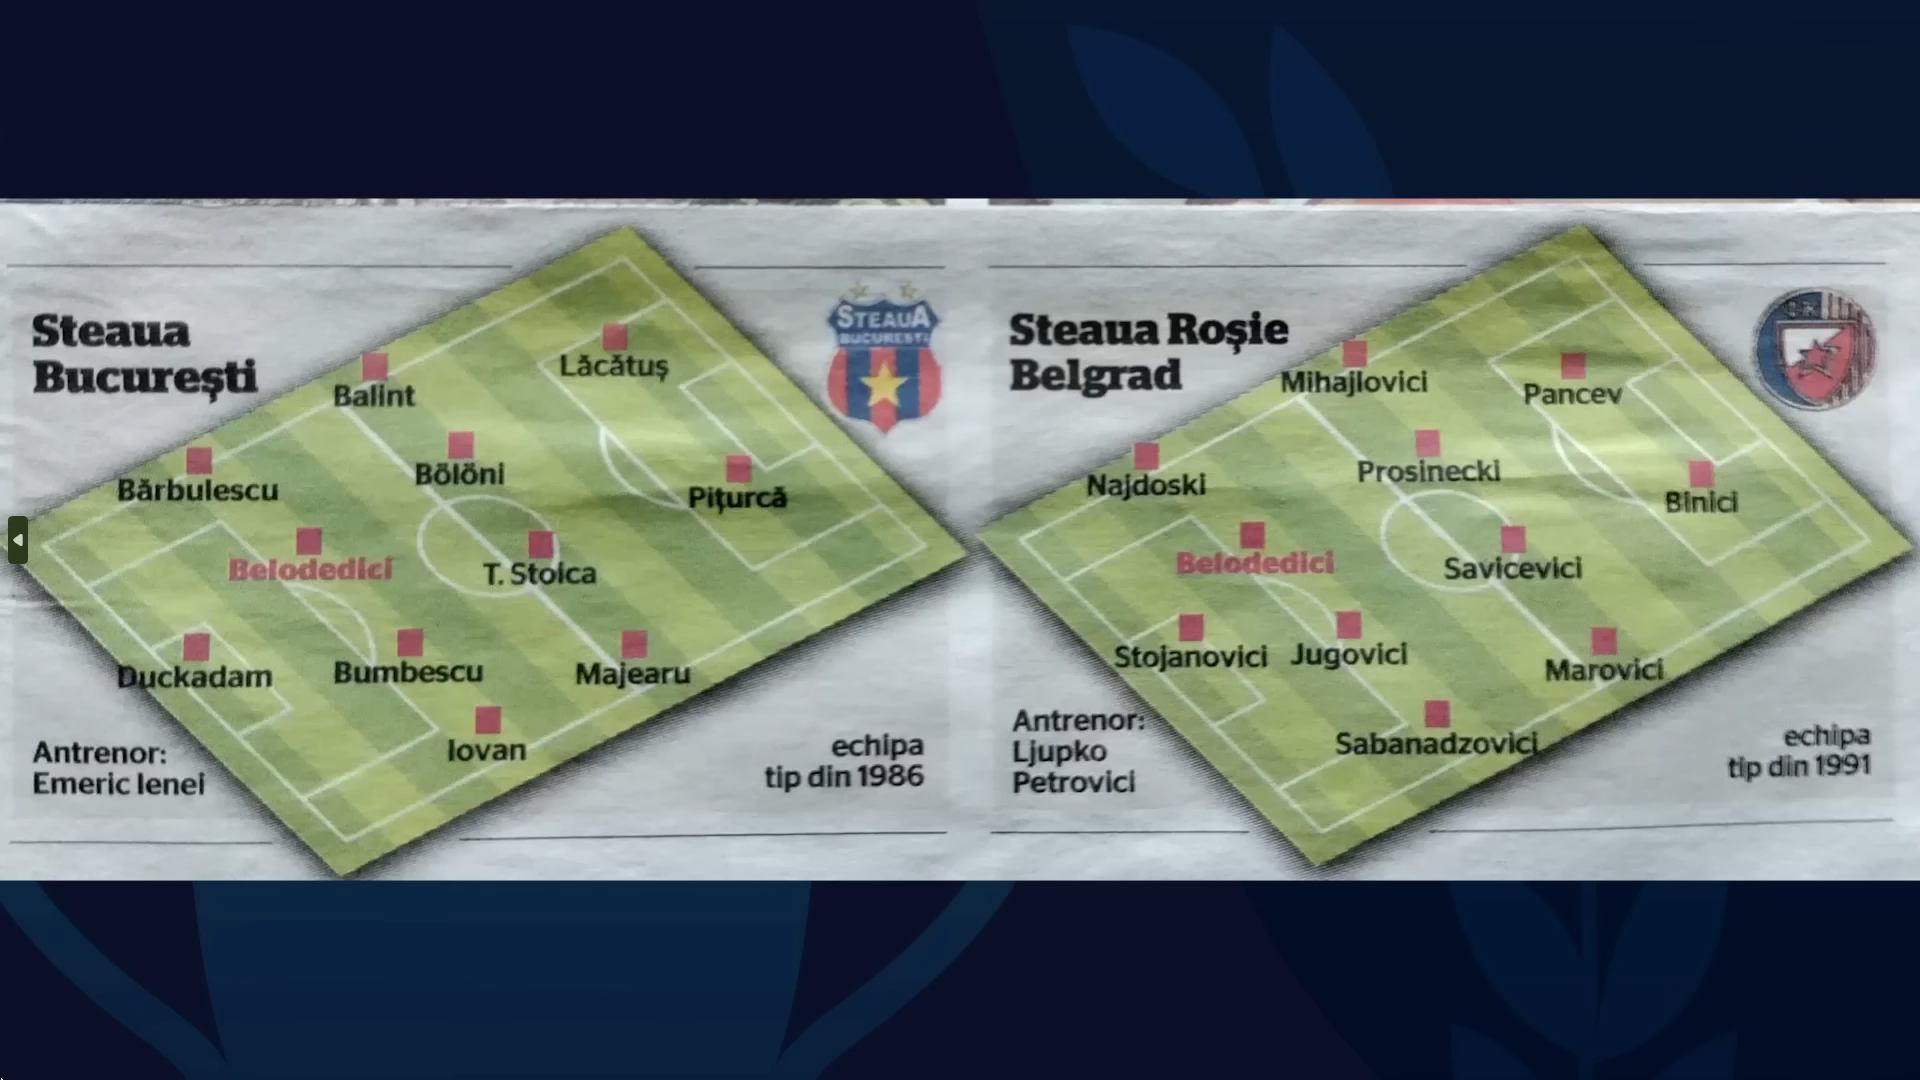 Steaua
București
STEAUA
BUCUREȘTI
Lăcătuș
Balint
Bölöni
Bărbulescu
Pițurcă
Belodedici
T. Stoica
Duckadam
Bumbescu
Majearu
Iovan
Antrenor:
Emeric Ienei
echipa
tip din 1986
Steaua Roșie
Belgrad
Mihajlovici
Pancev
Prosinecki
Najdoski
Binici
Belodedici
Savicevici
Stojanovici
Jugovici
Marovici
Sabanadzovici
Antrenor:
Ljupko
Petrovici
echipa
tip din 1991